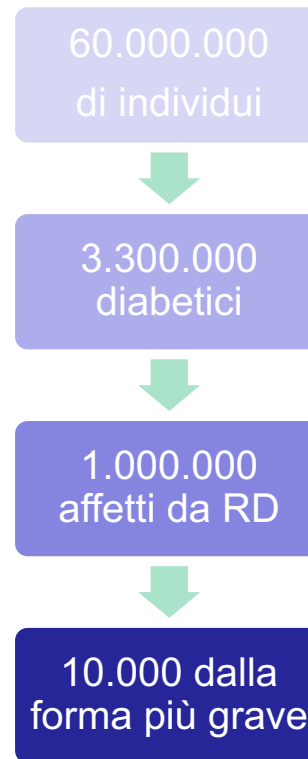 60.000.000
di individui
3.300.000
diabetici
1.000.000
affetti da RD
10.000 dalla
forma più grave